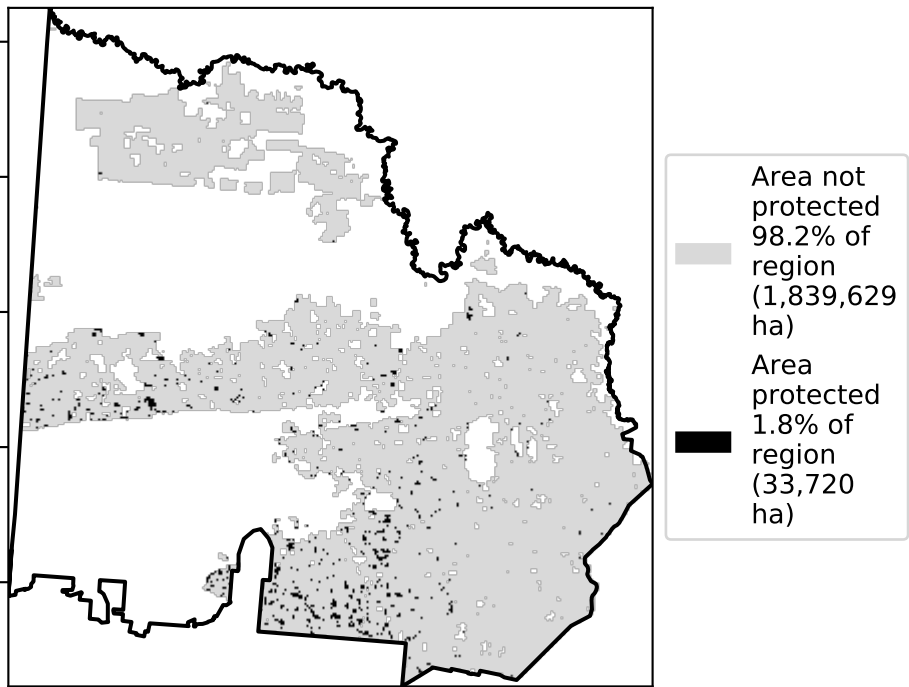 Area not
protected
98.2% of
region
(1,839,629
ha)
Area
protected
1.8% of
region
(33,720
ha)